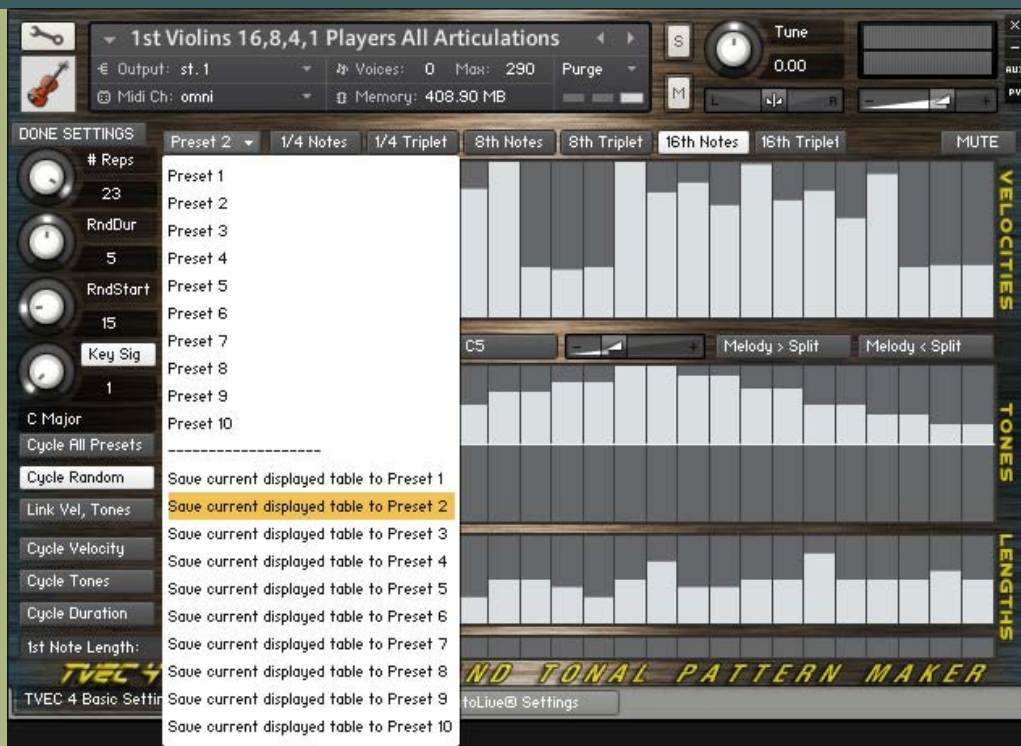 1st Violins 16,8,4,1 Players All Articulations
S
Tune
0.00
Output: st. 1
Voices: 0 Max: 290
Purge
Midi Ch: omni
Memory: 408.90 MB
M
L
R
- +
×
-
AUX
PV
DONE SETTINGS
Preset 2
1/4 Notes
1/4 Triplet
8th Notes
8th Triplet
16th Notes
16th Triplet
MUTE
# Reps
23
RndDur
5
RndStart
15
Key Sig
1
C Major
Cycle All Presets
Cycle Random
Link Vel, Tones
Cycle Velocity
Cycle Tones
Cycle Duration
1st Note Length:
Preset 1
Preset 2
Preset 3
Preset 4
Preset 5
Preset 6
Preset 7
Preset 8
Preset 9
Preset 10
--------------------
Save current displayed table to Preset 1
Save current displayed table to Preset 2
Save current displayed table to Preset 3
Save current displayed table to Preset 4
Save current displayed table to Preset 5
Save current displayed table to Preset 6
Save current displayed table to Preset 7
Save current displayed table to Preset 8
Save current displayed table to Preset 9
Save current displayed table to Preset 10
VELOCITIES
C5
- +
Melody > Split
Melody < Split
TONES
LENGTHS
TVEC 4
ND TONAL PATTERN MAKER
TVEC 4 Basic Settin
toLive® Settings